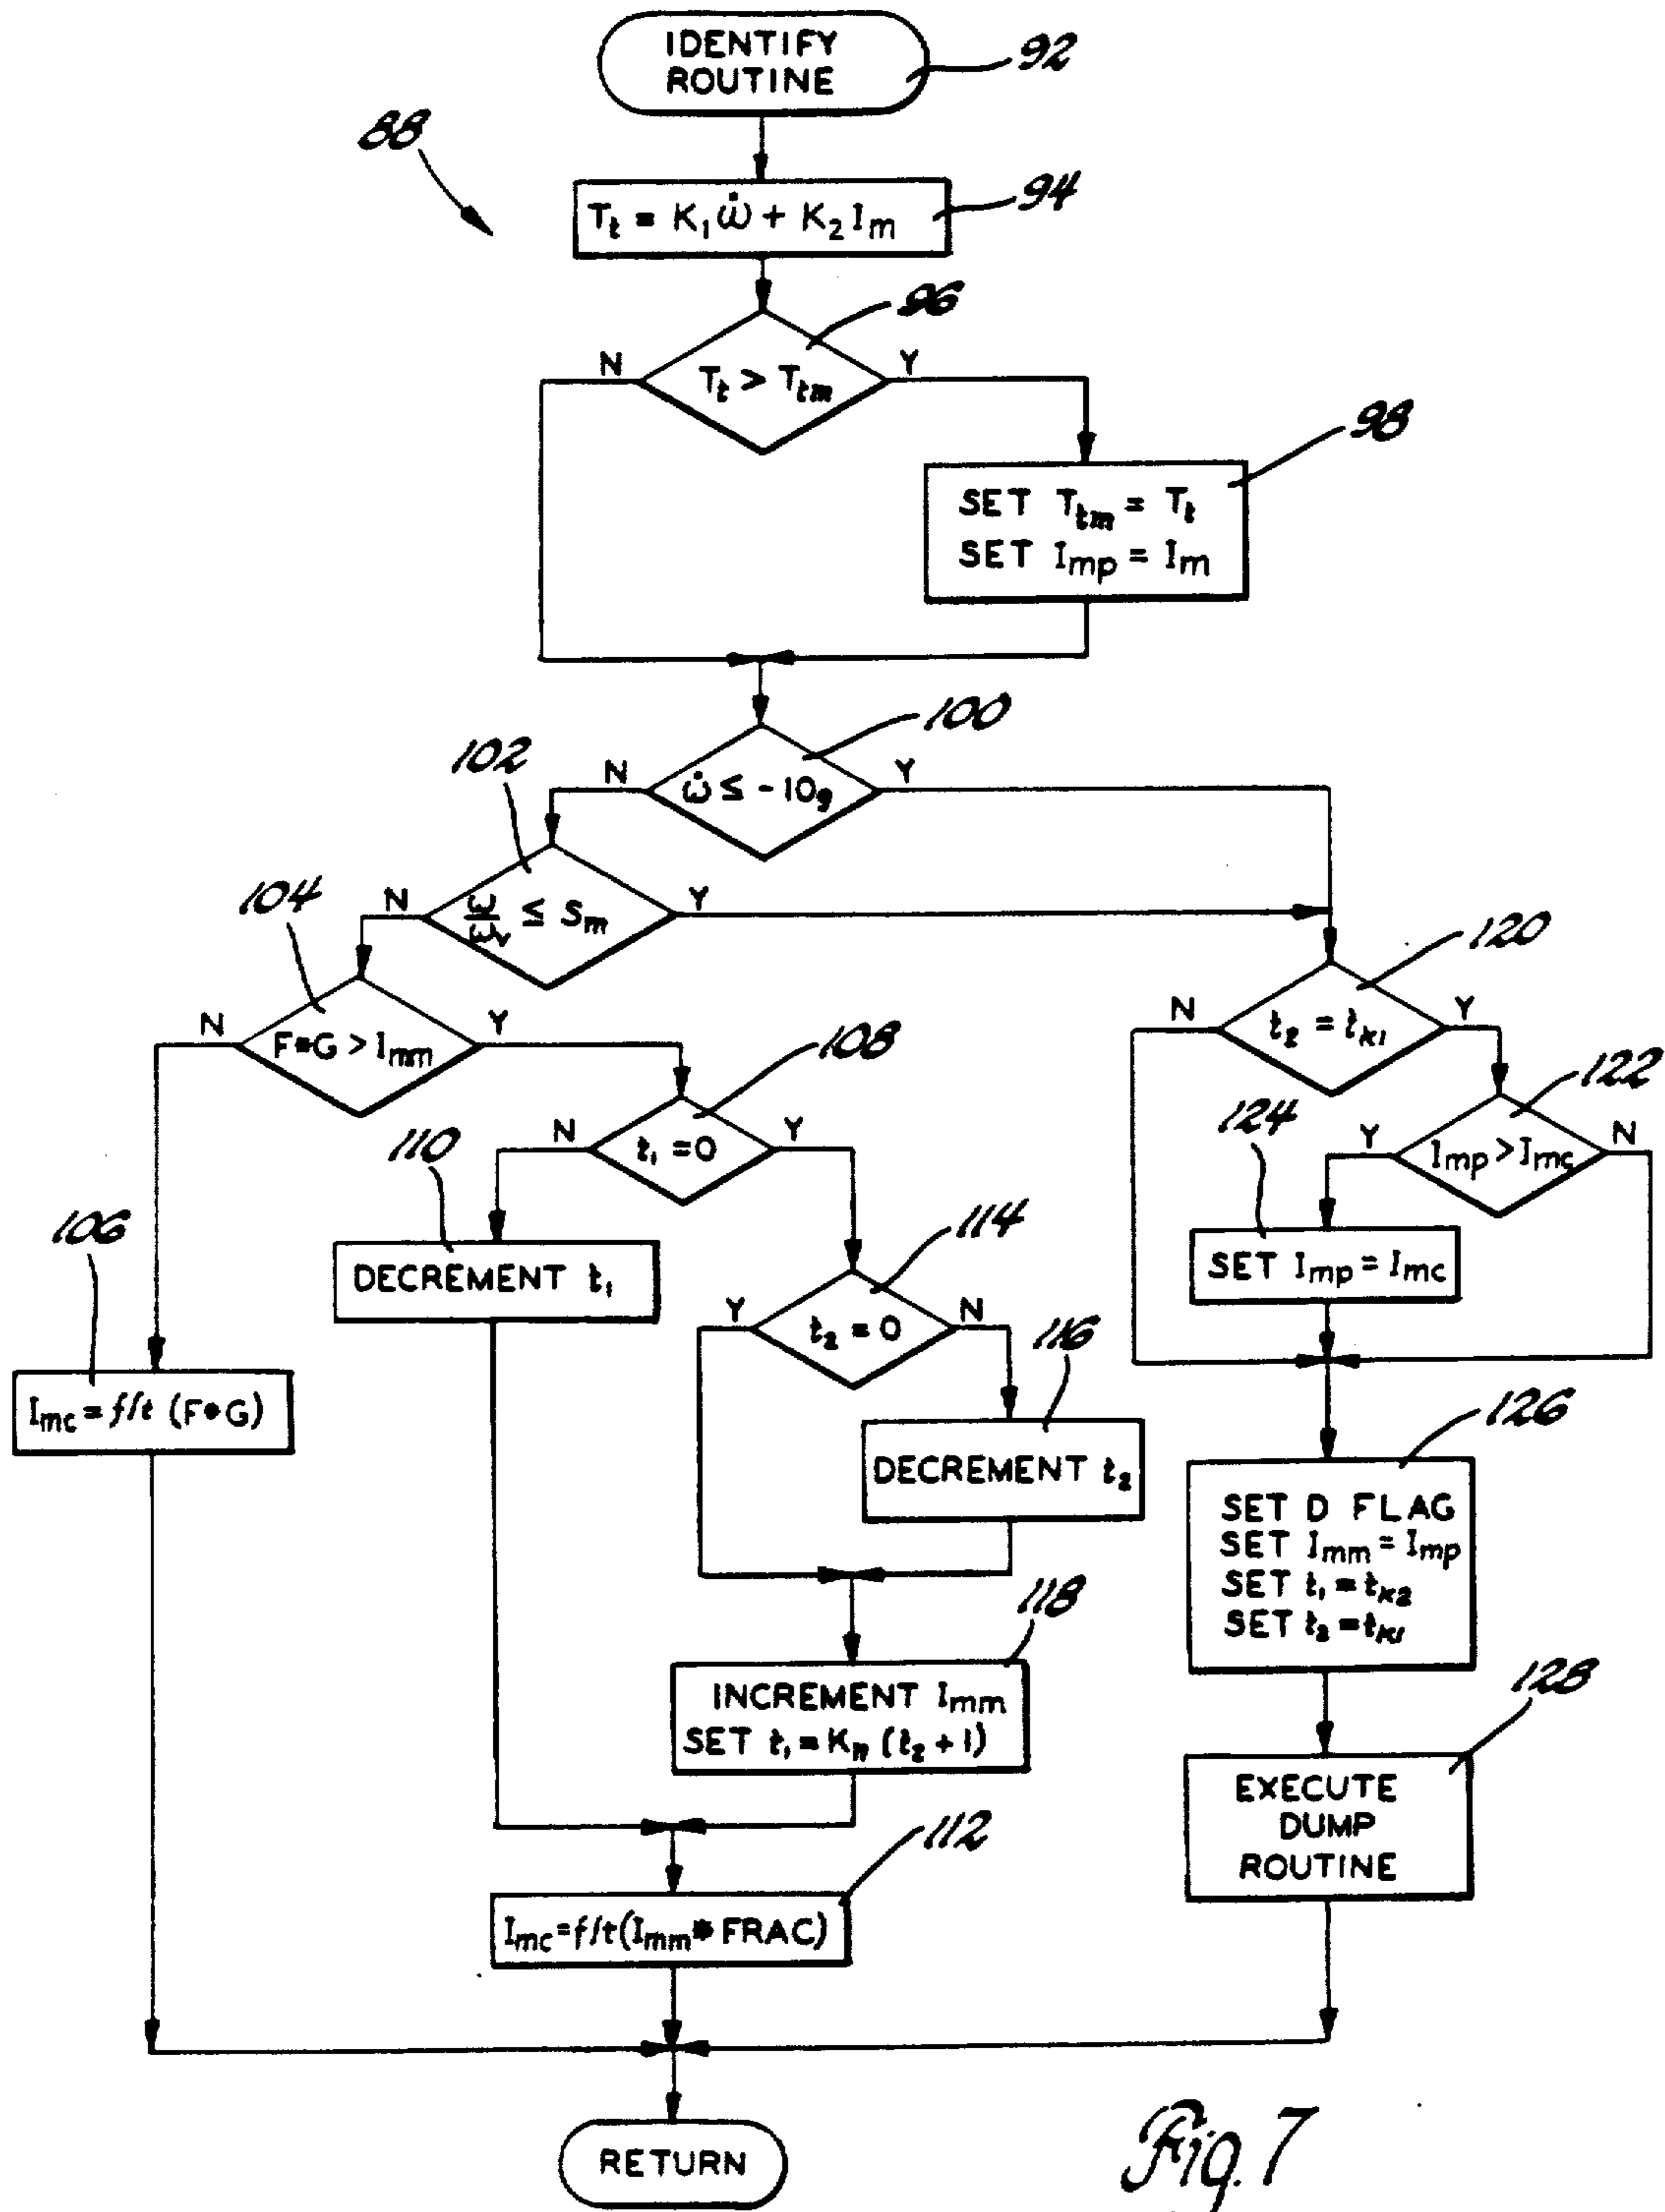 IDENTIFY
ROUTINE
92
88
94
Tₜ = K₁ω̇ + K₂Iₘ
96
N
Y
Tₜ > Tₜₘ
98
SET Tₜₘ = Tₜ
SET Iₘₚ = Iₘ
100
N
Y
ω̇ ≤ -10g
102
N
Y
ω/ωᵥ ≤ Sₘ
104
N
Y
F*G > Iₘₘ
120
N
Y
t₂ = tₖ₁
108
N
Y
t₁ = 0
122
Y
N
Iₘₚ > Iₘc
124
SET Iₘₚ = Iₘc
110
DECREMENT t₁
106
Iₘc = f/t (F*G)
114
Y
N
t₂ = 0
116
DECREMENT t₂
126
SET D FLAG
SET Iₘₘ = Iₘₚ
SET t₁ = tₖ₂
SET t₂ = tₖ₁
118
INCREMENT Iₘₘ
SET t₁ = Kₙ (t₂ + 1)
128
EXECUTE
DUMP
ROUTINE
112
Iₘc = f/t (Iₘₘ * FRAC)
RETURN
Fig. 7